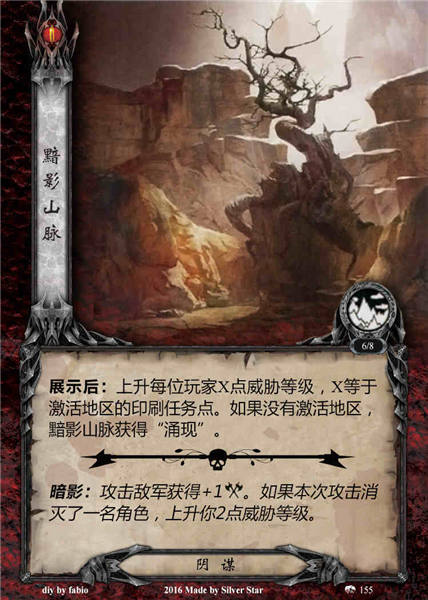 黯影山脉
6/8
展示后：上升每位玩家X点威胁等级，X等于
激活地区的印刷任务点。如果没有激活地区，
黯影山脉获得“涌现”。
暗影：攻击敌军获得+1。如果本次攻击消
灭了一名角色，上升你2点威胁等级。
阴谋
diy by fabio
2016 Made by Silver Star
155